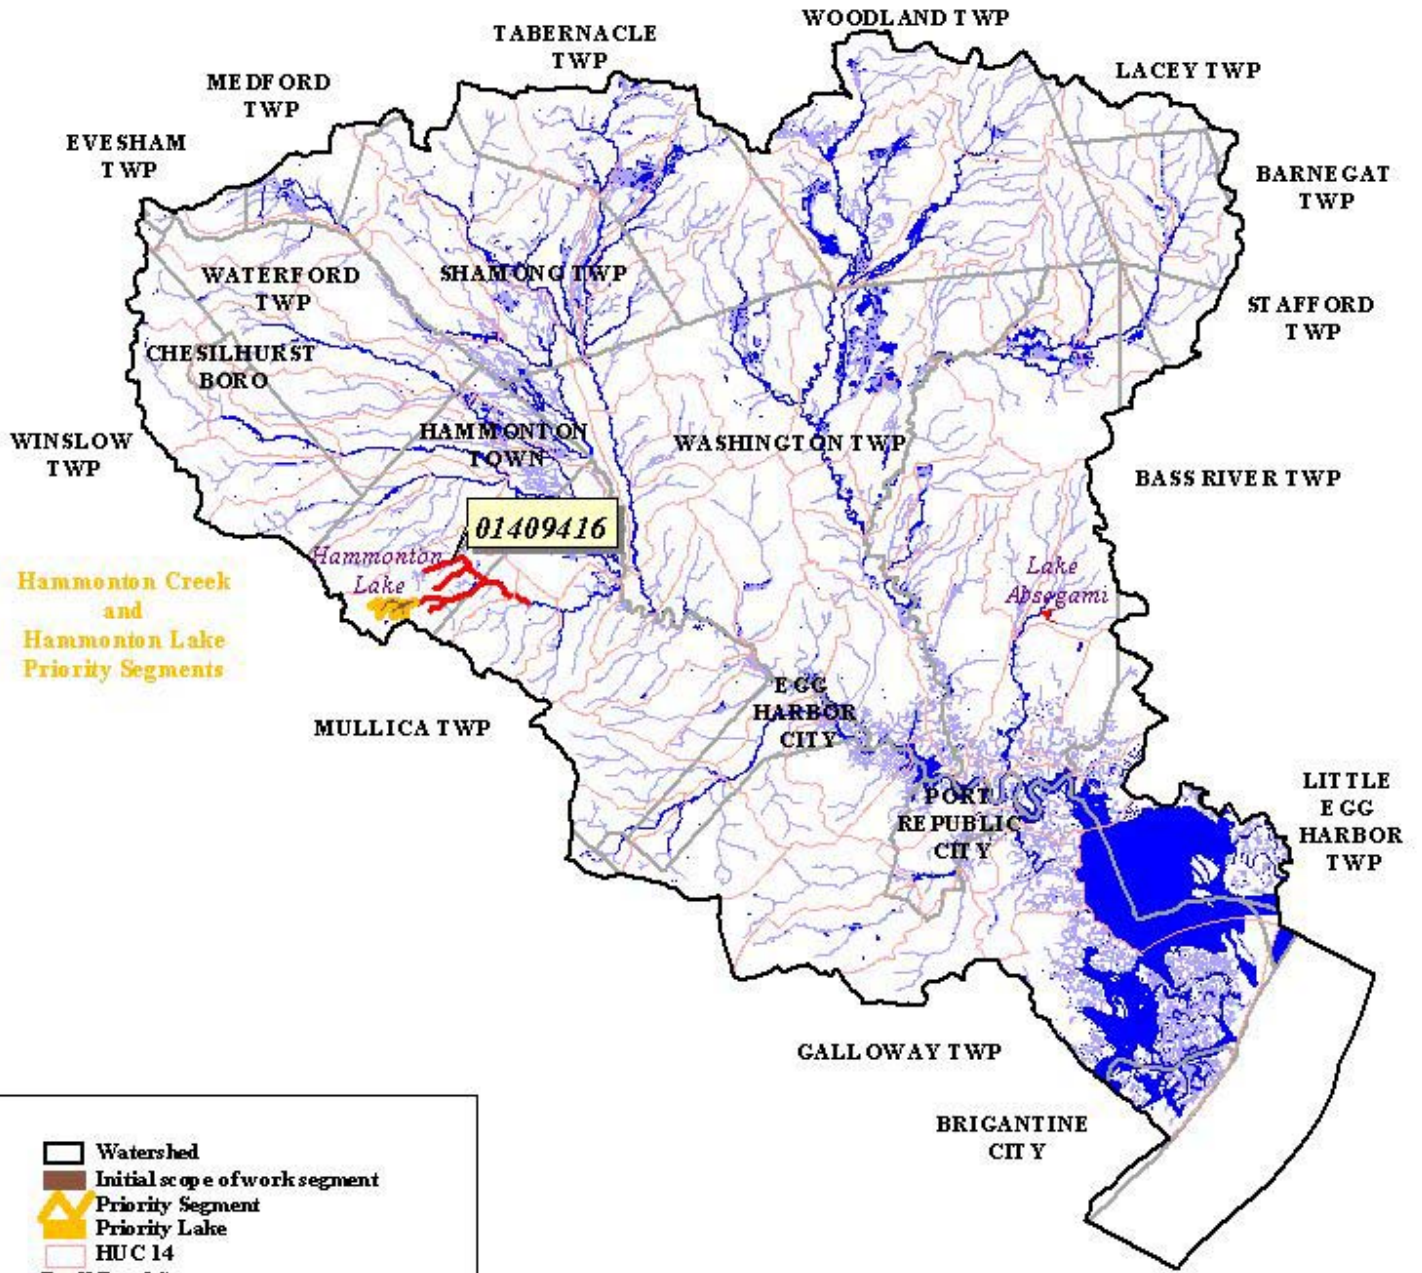 WOODLAND TWP
TABERNACLE
TWP
LACEY TWP
MEDFORD
TWP
EVESHAM
TWP
BARNEGAT
TWP
WATERFORD
TWP
SHAMONG TWP
STAFFORD
TWP
CHESILHURST
BORO
WINSLOW
TWP
HAMMONTON
TOWN
WASHINGTON TWP
BASS RIVER TWP
01409416
Hammonton
Lake
Lake
Absegami
Hammonton Creek
and
Hammonton Lake
Priority Segments
MULLICA TWP
EGG
HARBOR
CITY
PORT
REPUBLIC
CITY
LITTLE
EGG
HARBOR
TWP
GALLOWAY TWP
BRIGANTINE
CITY
Watershed
Initial scope of work segment
Priority Segment
Priority Lake
HUC 14